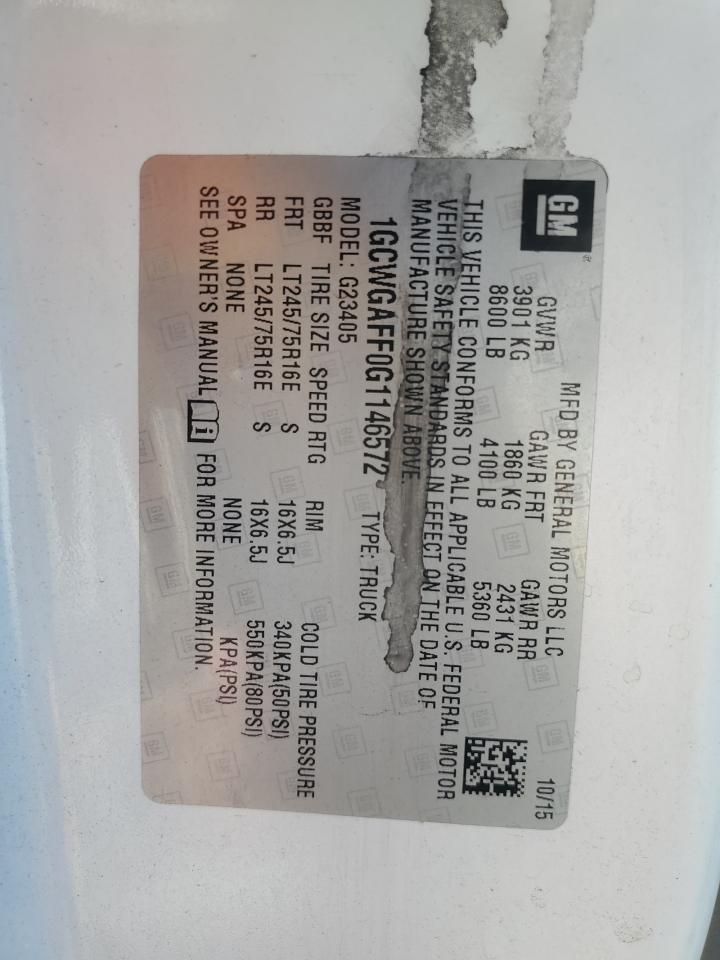 GM
MFD BY GENERAL MOTORS LLC 10/15
GVWR GAWR FRT GAWR RR
3901 KG 1860 KG 2431 KG
8600 LB 4100 LB 5360 LB
THIS VEHICLE CONFORMS TO ALL APPLICABLE U.S. FEDERAL MOTOR
VEHICLE SAFETY STANDARDS IN EFFECT ON THE DATE OF
MANUFACTURE SHOWN ABOVE.
1GCWGAFF0G1146572 TYPE: TRUCK
MODEL: G23405
GBBF TIRE SIZE SPEED RTG RIM COLD TIRE PRESSURE
FRT LT245/75R16E S 16X6.5J 340KPA(50PSI)
RR LT245/75R16E S 16X6.5J 550KPA(80PSI)
SPA NONE NONE KPA(PSI)
SEE OWNER'S MANUAL FOR MORE INFORMATION.